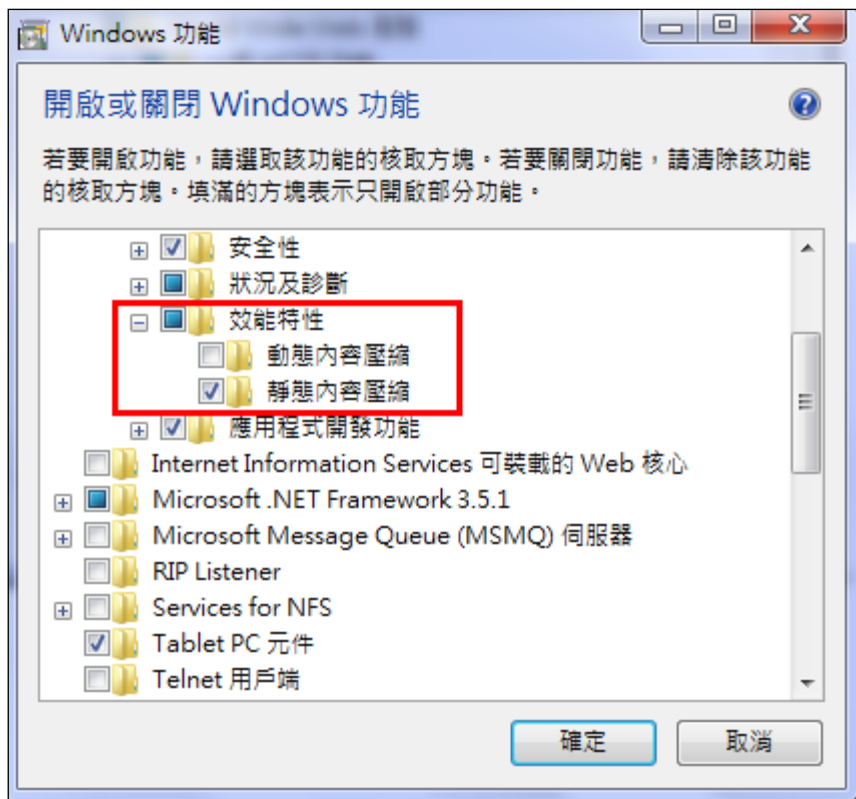 Windows 功能
開啟或關閉 Windows 功能
若要開啟功能，請選取該功能的核取方塊。若要關閉功能，請清除該功能
的核取方塊。填滿的方塊表示只開啟部分功能。
安全性
狀況及診斷
效能特性
動態內容壓縮
靜態內容壓縮
應用程式開發功能
Internet Information Services 可裝載的 Web 核心
Microsoft .NET Framework 3.5.1
Microsoft Message Queue (MSMQ) 伺服器
RIP Listener
Services for NFS
Tablet PC 元件
Telnet 用戶端
確定
取消